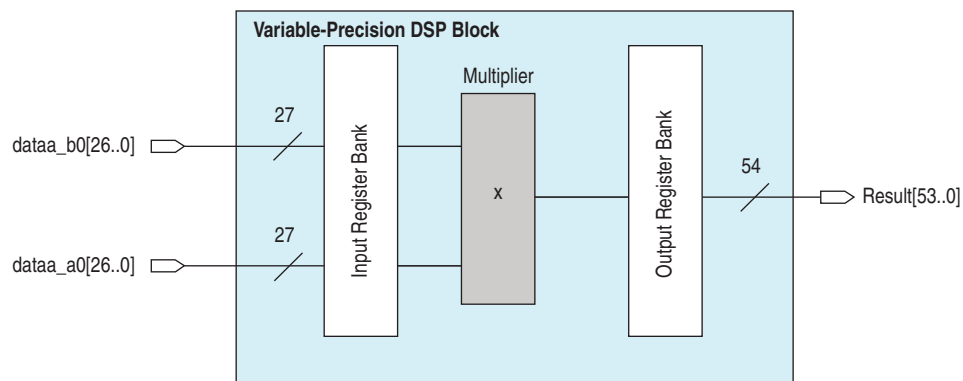 Variable-Precision DSP Block
Multiplier
27
dataa_b0[26..0]
Input Register Bank
x
Output Register Bank
54
Result[53..0]
27
dataa_a0[26..0]